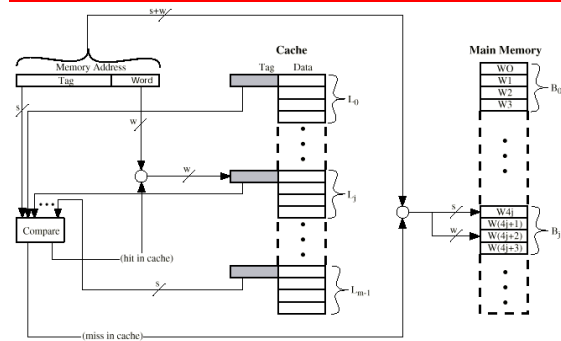 s+w
Cache
Main Memory
Memory Address
Tag
Data
Tag
Word
W0
W1
W2
W3
B0
L0
s
w
w
Lj
s
w
W4j
W(4j+1)
W(4j+2)
W(4j+3)
Bj
Compare
(hit in cache)
s
Lm-1
(miss in cache)